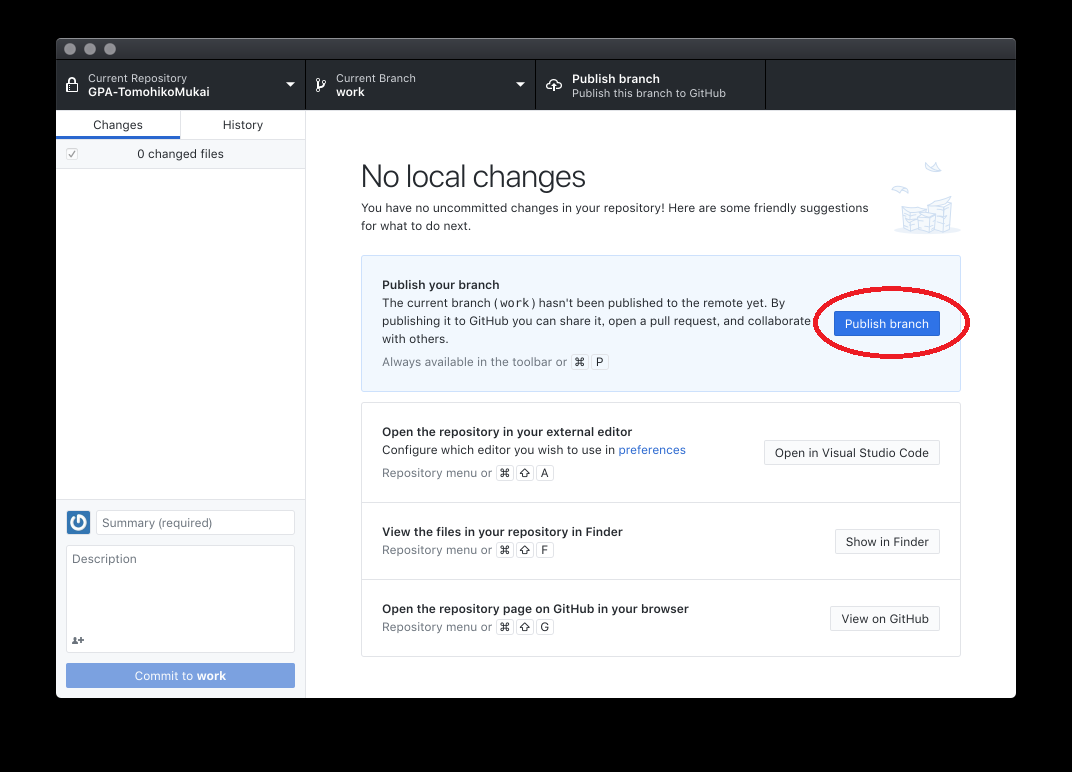 Current Repository
GPA-TomohikoMukai
Current Branch
work
Publish branch
Publish this branch to GitHub
Changes
History
0 changed files
No local changes
You have no uncommitted changes in your repository! Here are some friendly suggestions
for what to do next.
Publish your branch
The current branch (work) hasn't been published to the remote yet. By
publishing it to GitHub you can share it, open a pull request, and collaborate
with others.
Always available in the toolbar or ⌘ P
Publish branch
Open the repository in your external editor
Configure which editor you wish to use in preferences
Repository menu or ⌘ ⇧ A
Open in Visual Studio Code
View the files in your repository in Finder
Repository menu or ⌘ ⇧ F
Show in Finder
Open the repository page on GitHub in your browser
Repository menu or ⌘ ⇧ G
View on GitHub
Summary (required)
Description
Commit to work